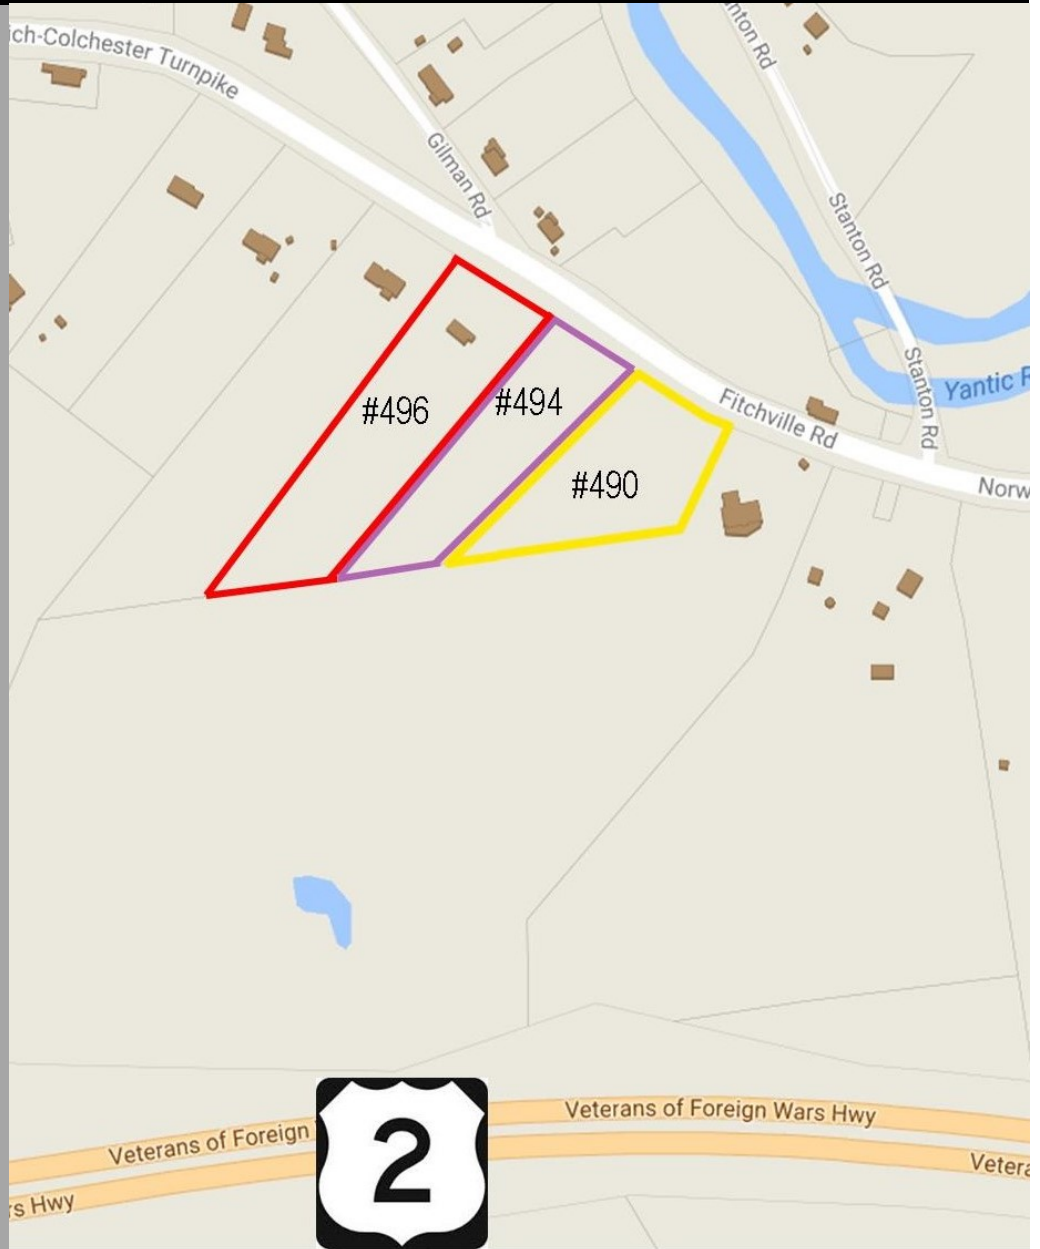 ich-Colchester Turnpike
nton Rd
Gilman Rd
Stanton Rd
Stanton Rd
Yantic R
#496
#494
#490
Fitchville Rd
Norw
Veterans of Foreign Wars Hwy
Veterans of Foreign
2
Vetera
rs Hwy